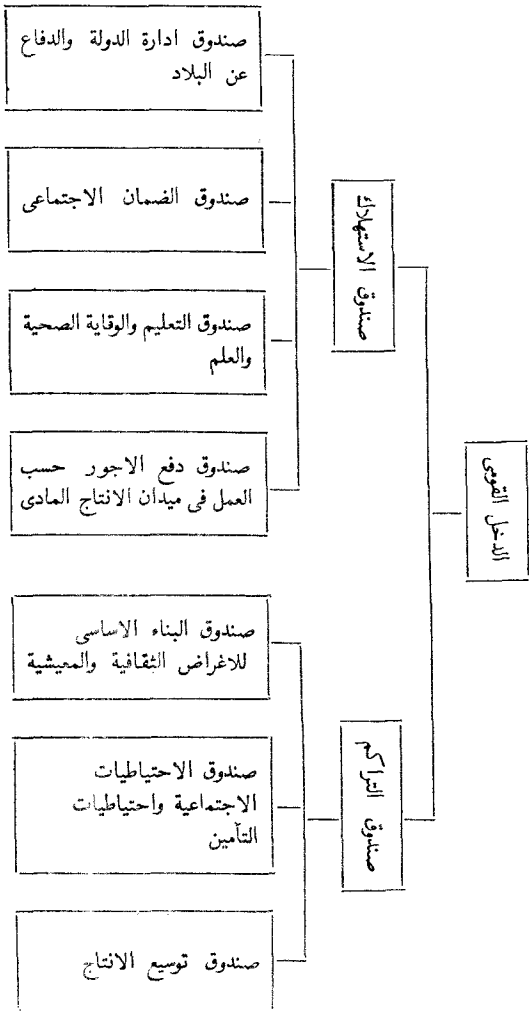 الدخل القومى
صندوق الاستهلاك
صندوق ادارة الدولة والدفاع
عن البلاد
صندوق الضمان الاجتماعى
صندوق التعليم والوقاية الصحية
والعلم
صندوق دفع الاجور حسب
العمل فى ميدان الانتاج المادى
صندوق التراكم
صندوق البناء الاساسى
للاغراض الثقافية والمعيشية
صندوق الاحتياطيات
الاجتماعية واحتياطيات
التأمين
صندوق توسيع الانتاج